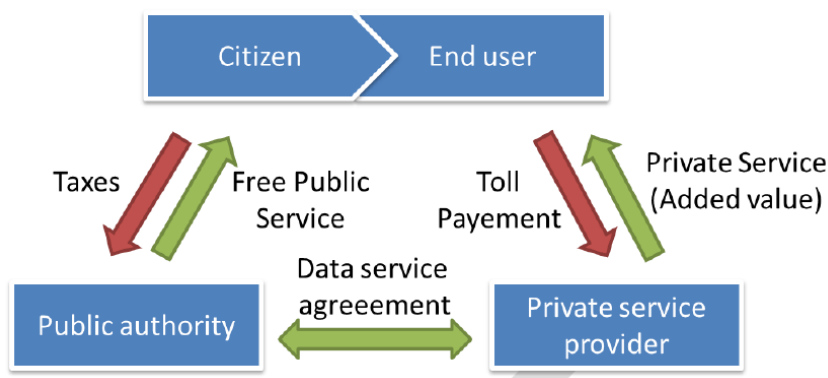 Citizen
End user
Taxes
Free Public
Service
Toll
Payement
Private Service
(Added value)
Data service
agreeement
Public authority
Private service
provider